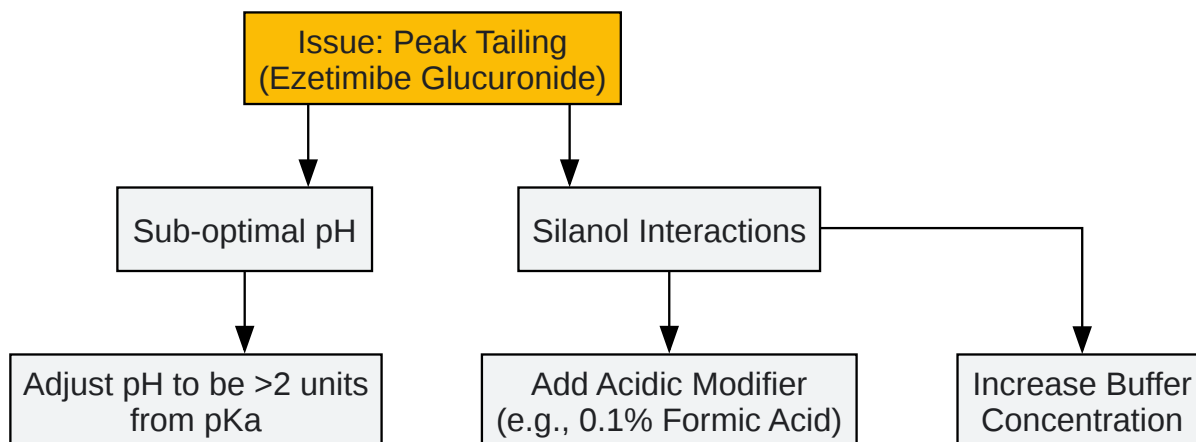 Issue: Peak Tailing
(Ezetimibe Glucuronide)
Sub-optimal pH
Silanol Interactions
Adjust pH to be >2 units
from pKa
Add Acidic Modifier
(e.g., 0.1% Formic Acid)
Increase Buffer
Concentration